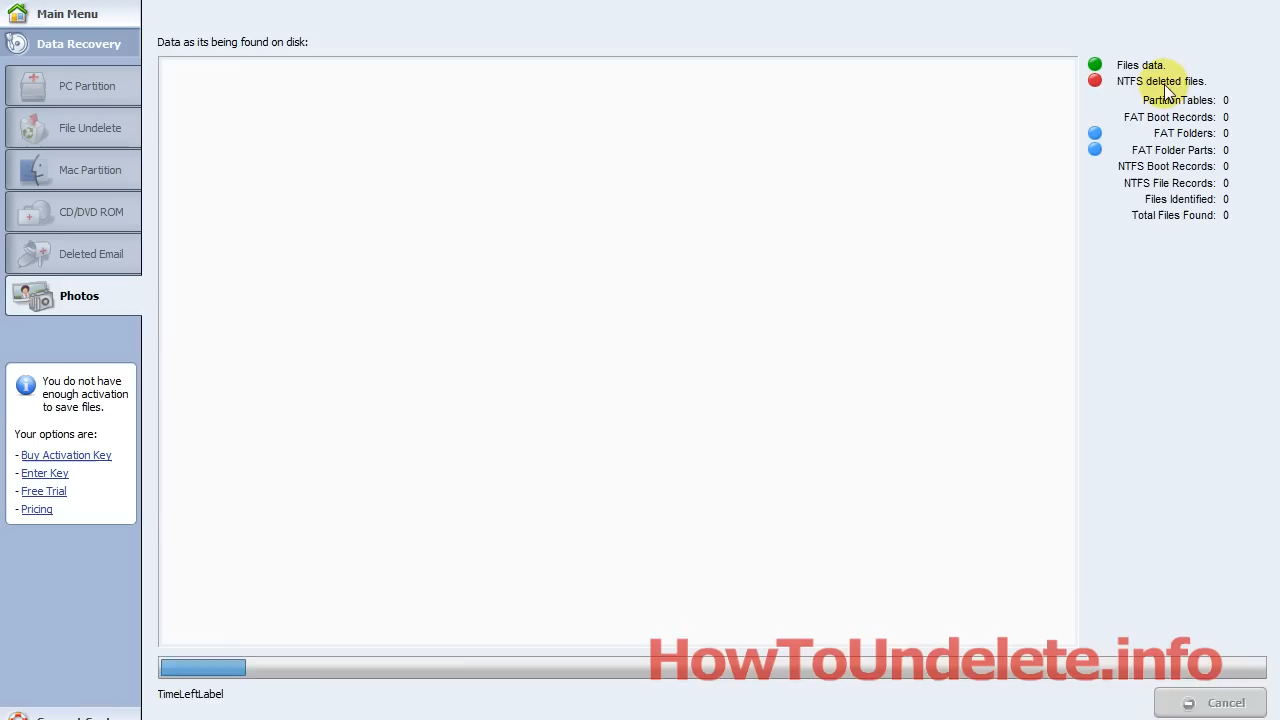 Main Menu
Data Recovery
PC Partition
File Undelete
Mac Partition
CD/DVD ROM
Deleted Email
Photos
You do not have
enough activation
to save files.
Your options are:
- Buy Activation Key
- Enter Key
- Free Trial
- Pricing
Data as its being found on disk:
Files data.
NTFS deleted files.
Partition Tables: 0
FAT Boot Records: 0
FAT Folders: 0
FAT Folder Parts: 0
NTFS Boot Records: 0
NTFS File Records: 0
Files Identified: 0
Total Files Found: 0
HowToUndelete.info
TimeLeftLabel
Cancel